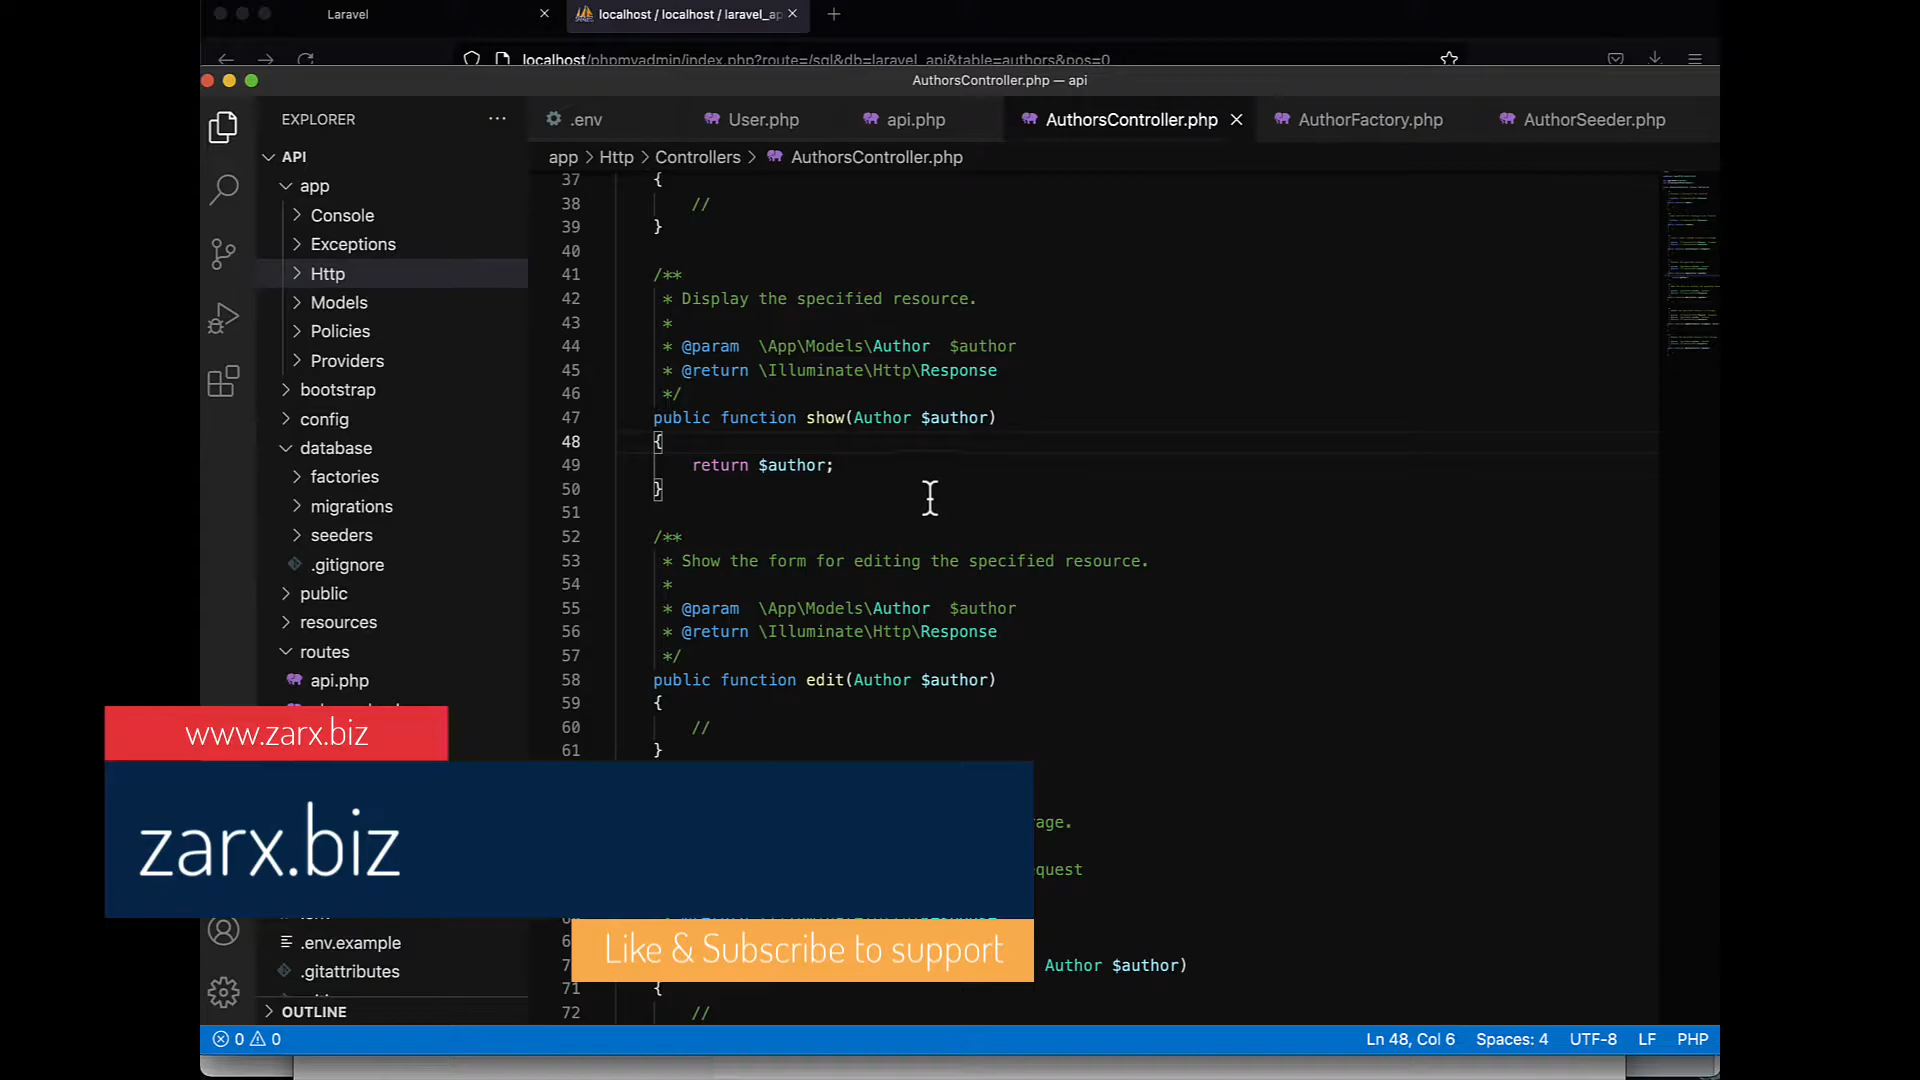 Laravel
localhost / localhost / laravel_ap
localhost/phpmyadmin/index.php?route=/sql&db=laravel_api&table=authors&pos=0
AuthorsController.php — api
EXPLORER ···
.env
User.php
api.php
AuthorsController.php
AuthorFactory.php
AuthorSeeder.php
API
app > Http > Controllers > AuthorsController.php
app
Console
Exceptions
Http
Models
Policies
Providers
bootstrap
config
database
factories
migrations
seeders
.gitignore
public
resources
routes
api.php
.env.example
.gitattributes
OUTLINE
37 {
38 //
39 }
40
41 /**
42 * Display the specified resource.
43 *
44 * @param  \App\Models\Author  $author
45 * @return \Illuminate\Http\Response
46 */
47 public function show(Author $author)
48 {
49 return $author;
50 }
51
52 /**
53 * Show the form for editing the specified resource.
54 *
55 * @param  \App\Models\Author  $author
56 * @return \Illuminate\Http\Response
57 */
58 public function edit(Author $author)
59 {
60 //
61 }
rage.
equest
Author $author)
71 {
72 //
www.zarx.biz
zarx.biz
Like & Subscribe to support
0 0
Ln 48, Col 6 Spaces: 4 UTF-8 LF PHP